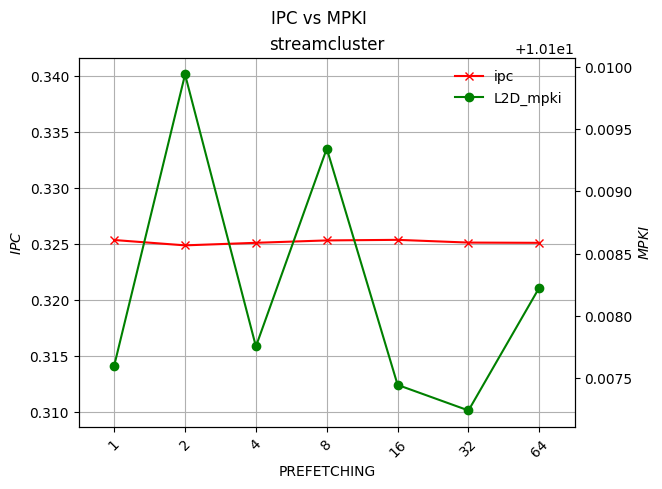 IPC vs MPKI
streamcluster
+1.01e1
ipc
L2D_mpki
0.340
0.335
0.330
0.325
0.320
0.315
0.310
IPC
0.0100
0.0095
0.0090
0.0085
0.0080
0.0075
MPKI
1
2
4
8
16
32
64
PREFETCHING